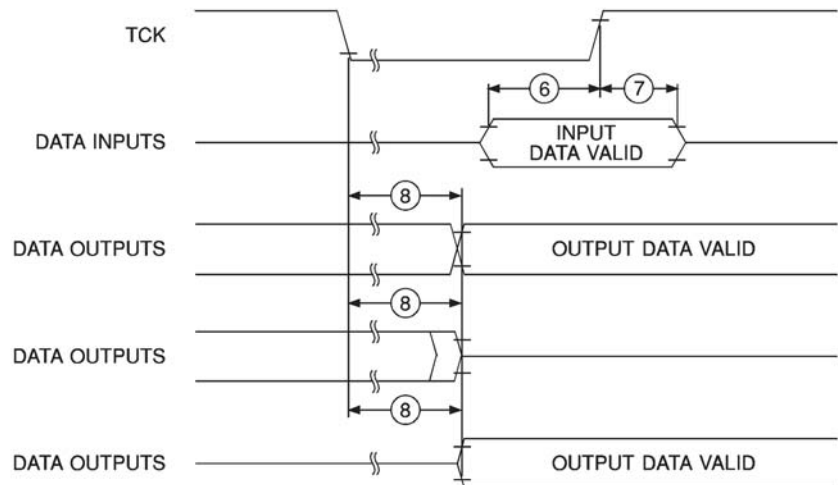 TCK
6
7
DATA INPUTS
INPUT
DATA VALID
8
DATA OUTPUTS
OUTPUT DATA VALID
8
DATA OUTPUTS
8
DATA OUTPUTS
OUTPUT DATA VALID